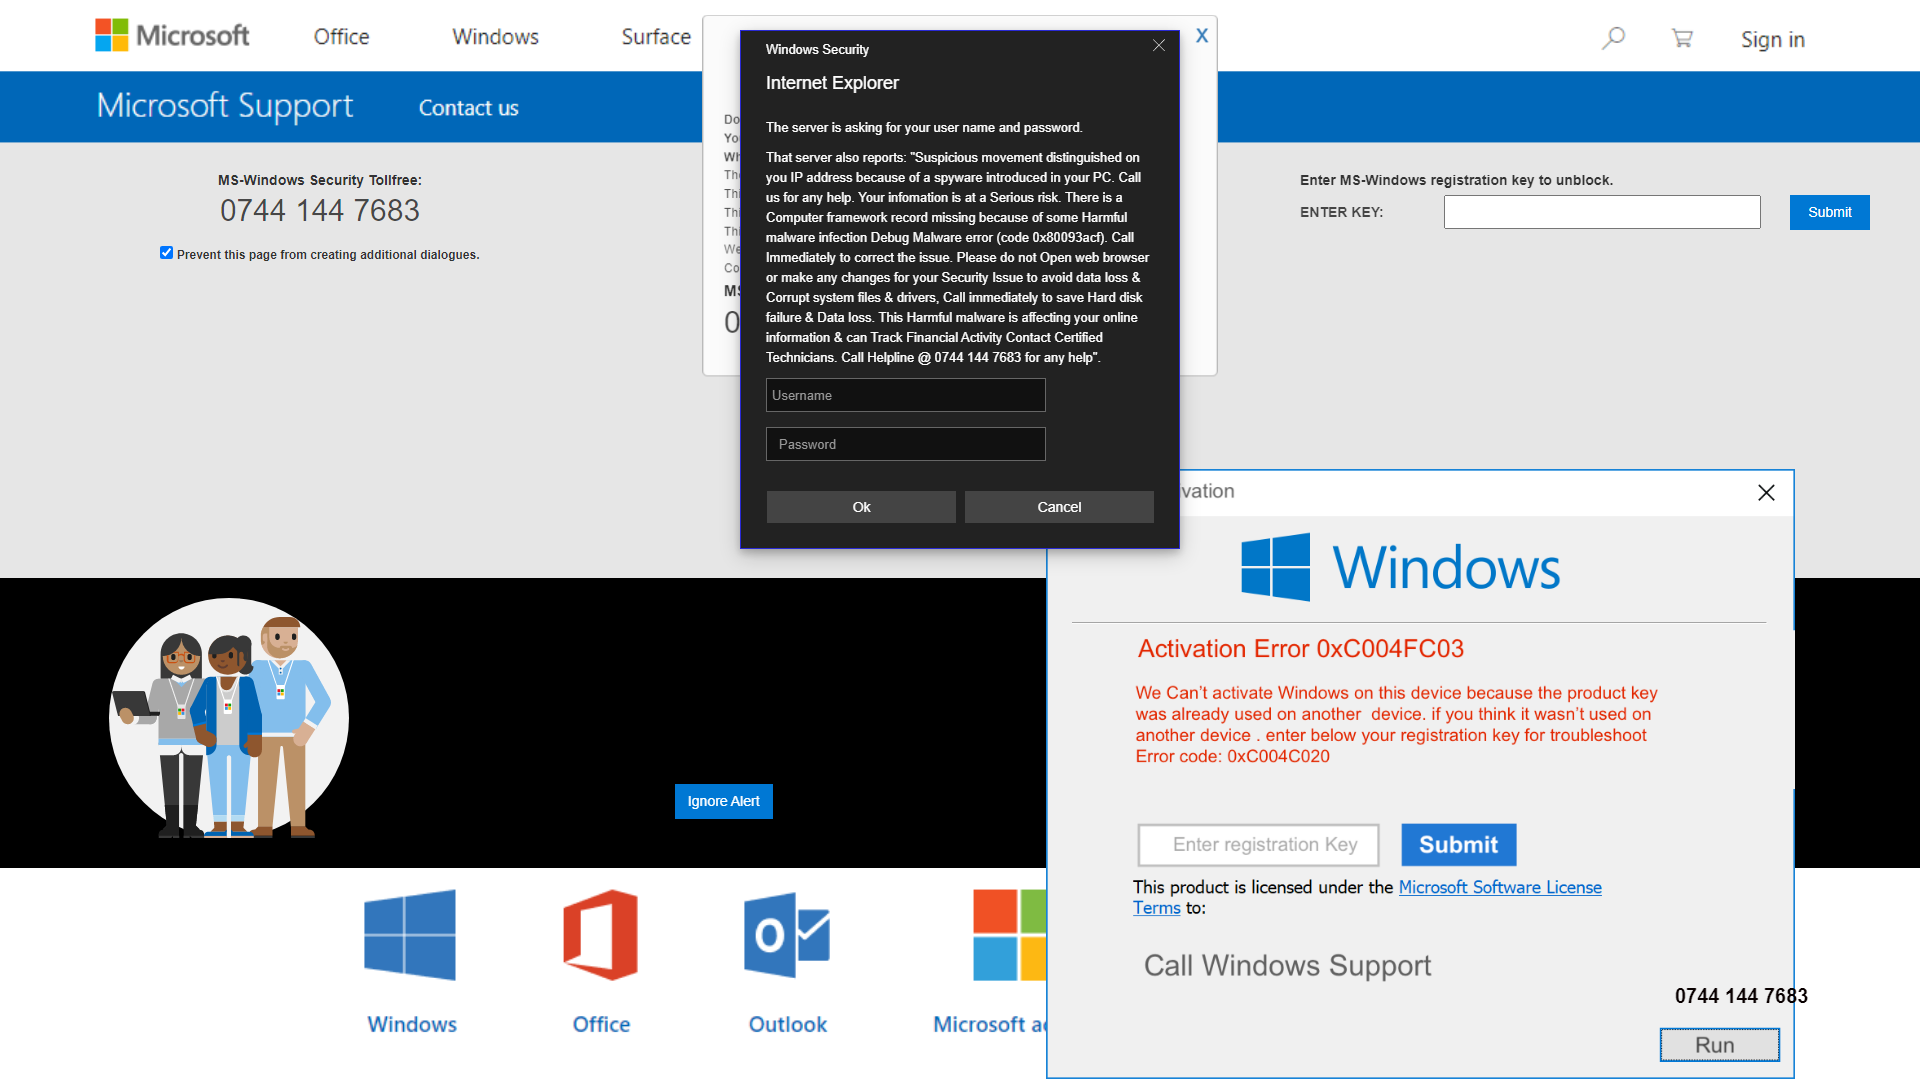 Microsoft
Office
Windows
Surface
Sign in
Microsoft Support
Contact us
X
MS-Windows Security Tollfree:
0744 144 7683
Prevent this page from creating additional dialogues.
Enter MS-Windows registration key to unblock.
ENTER KEY:
Submit
Windows Security
Internet Explorer
The server is asking for your user name and password.
That server also reports: "Suspicious movement distinguished on
you IP address because of a spyware introduced in your PC. Call
us for any help. Your infomation is at a Serious risk. There is a
Computer framework record missing because of some Harmful
malware infection Debug Malware error (code 0x80093acf). Call
Immediately to correct the issue. Please do not Open web browser
or make any changes for your Security Issue to avoid data loss &
Corrupt system files & drivers, Call immediately to save Hard disk
failure & Data loss. This Harmful malware is affecting your online
information & can Track Financial Activity Contact Certified
Technicians. Call Helpline @ 0744 144 7683 for any help".
Username
Password
Ok
Cancel
vation
Windows
Activation Error 0xC004FC03
We Can't activate Windows on this device because the product key
was already used on another device. if you think it wasn't used on
another device . enter below your registration key for troubleshoot
Error code: 0xC004C020
Enter registration Key
Submit
This product is licensed under the Microsoft Software License
Terms to:
Call Windows Support
0744 144 7683
Run
Ignore Alert
Windows
Office
Outlook
Microsoft